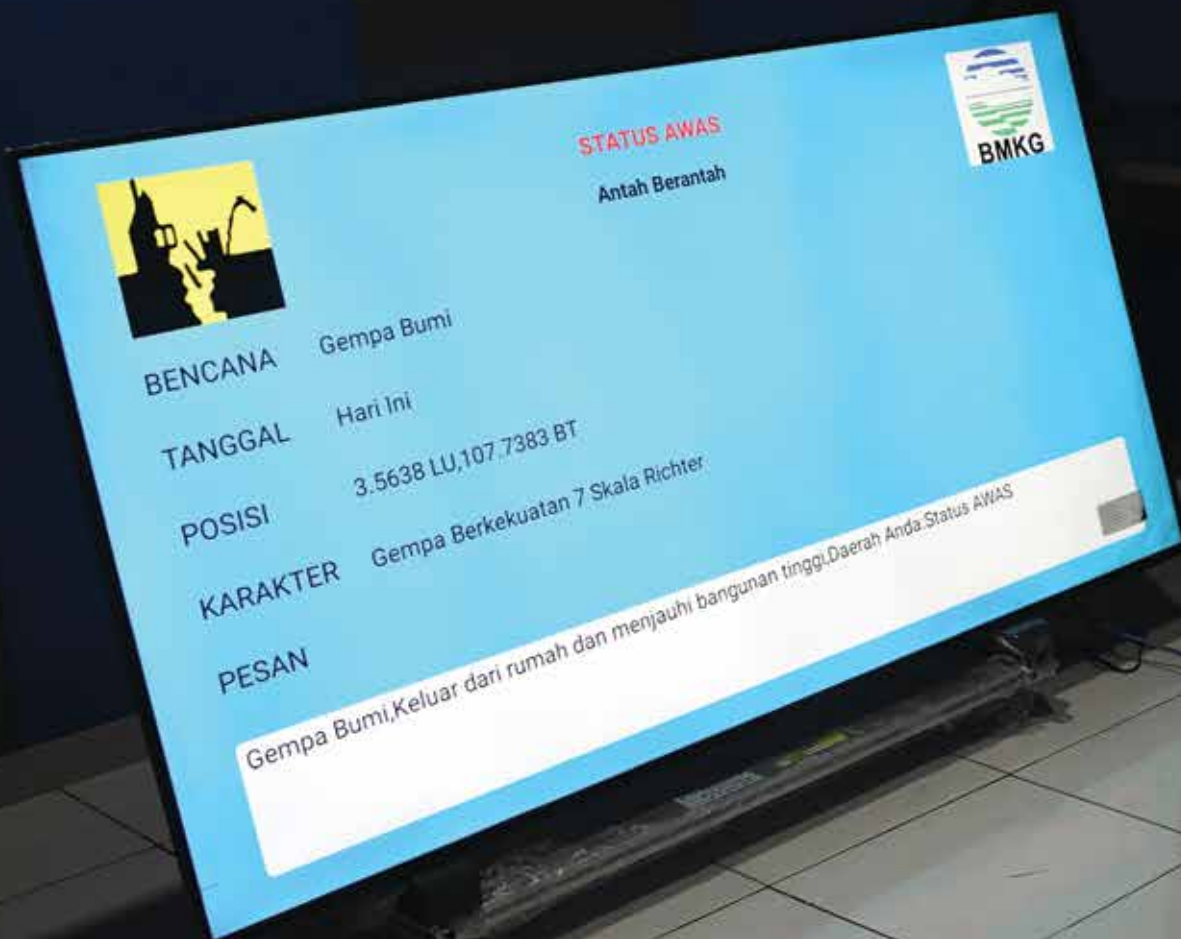 STATUS AWAS
Antah Berantah
BMKG
BENCANA Gempa Bumi
TANGGAL Hari Ini
POSISI 3.5638 LU,107.7383 BT
KARAKTER Gempa Berkekuatan 7 Skala Richter
PESAN
Gempa Bumi,Keluar dari rumah dan menjauhi bangunan tinggi,Daerah Anda:Status AWAS